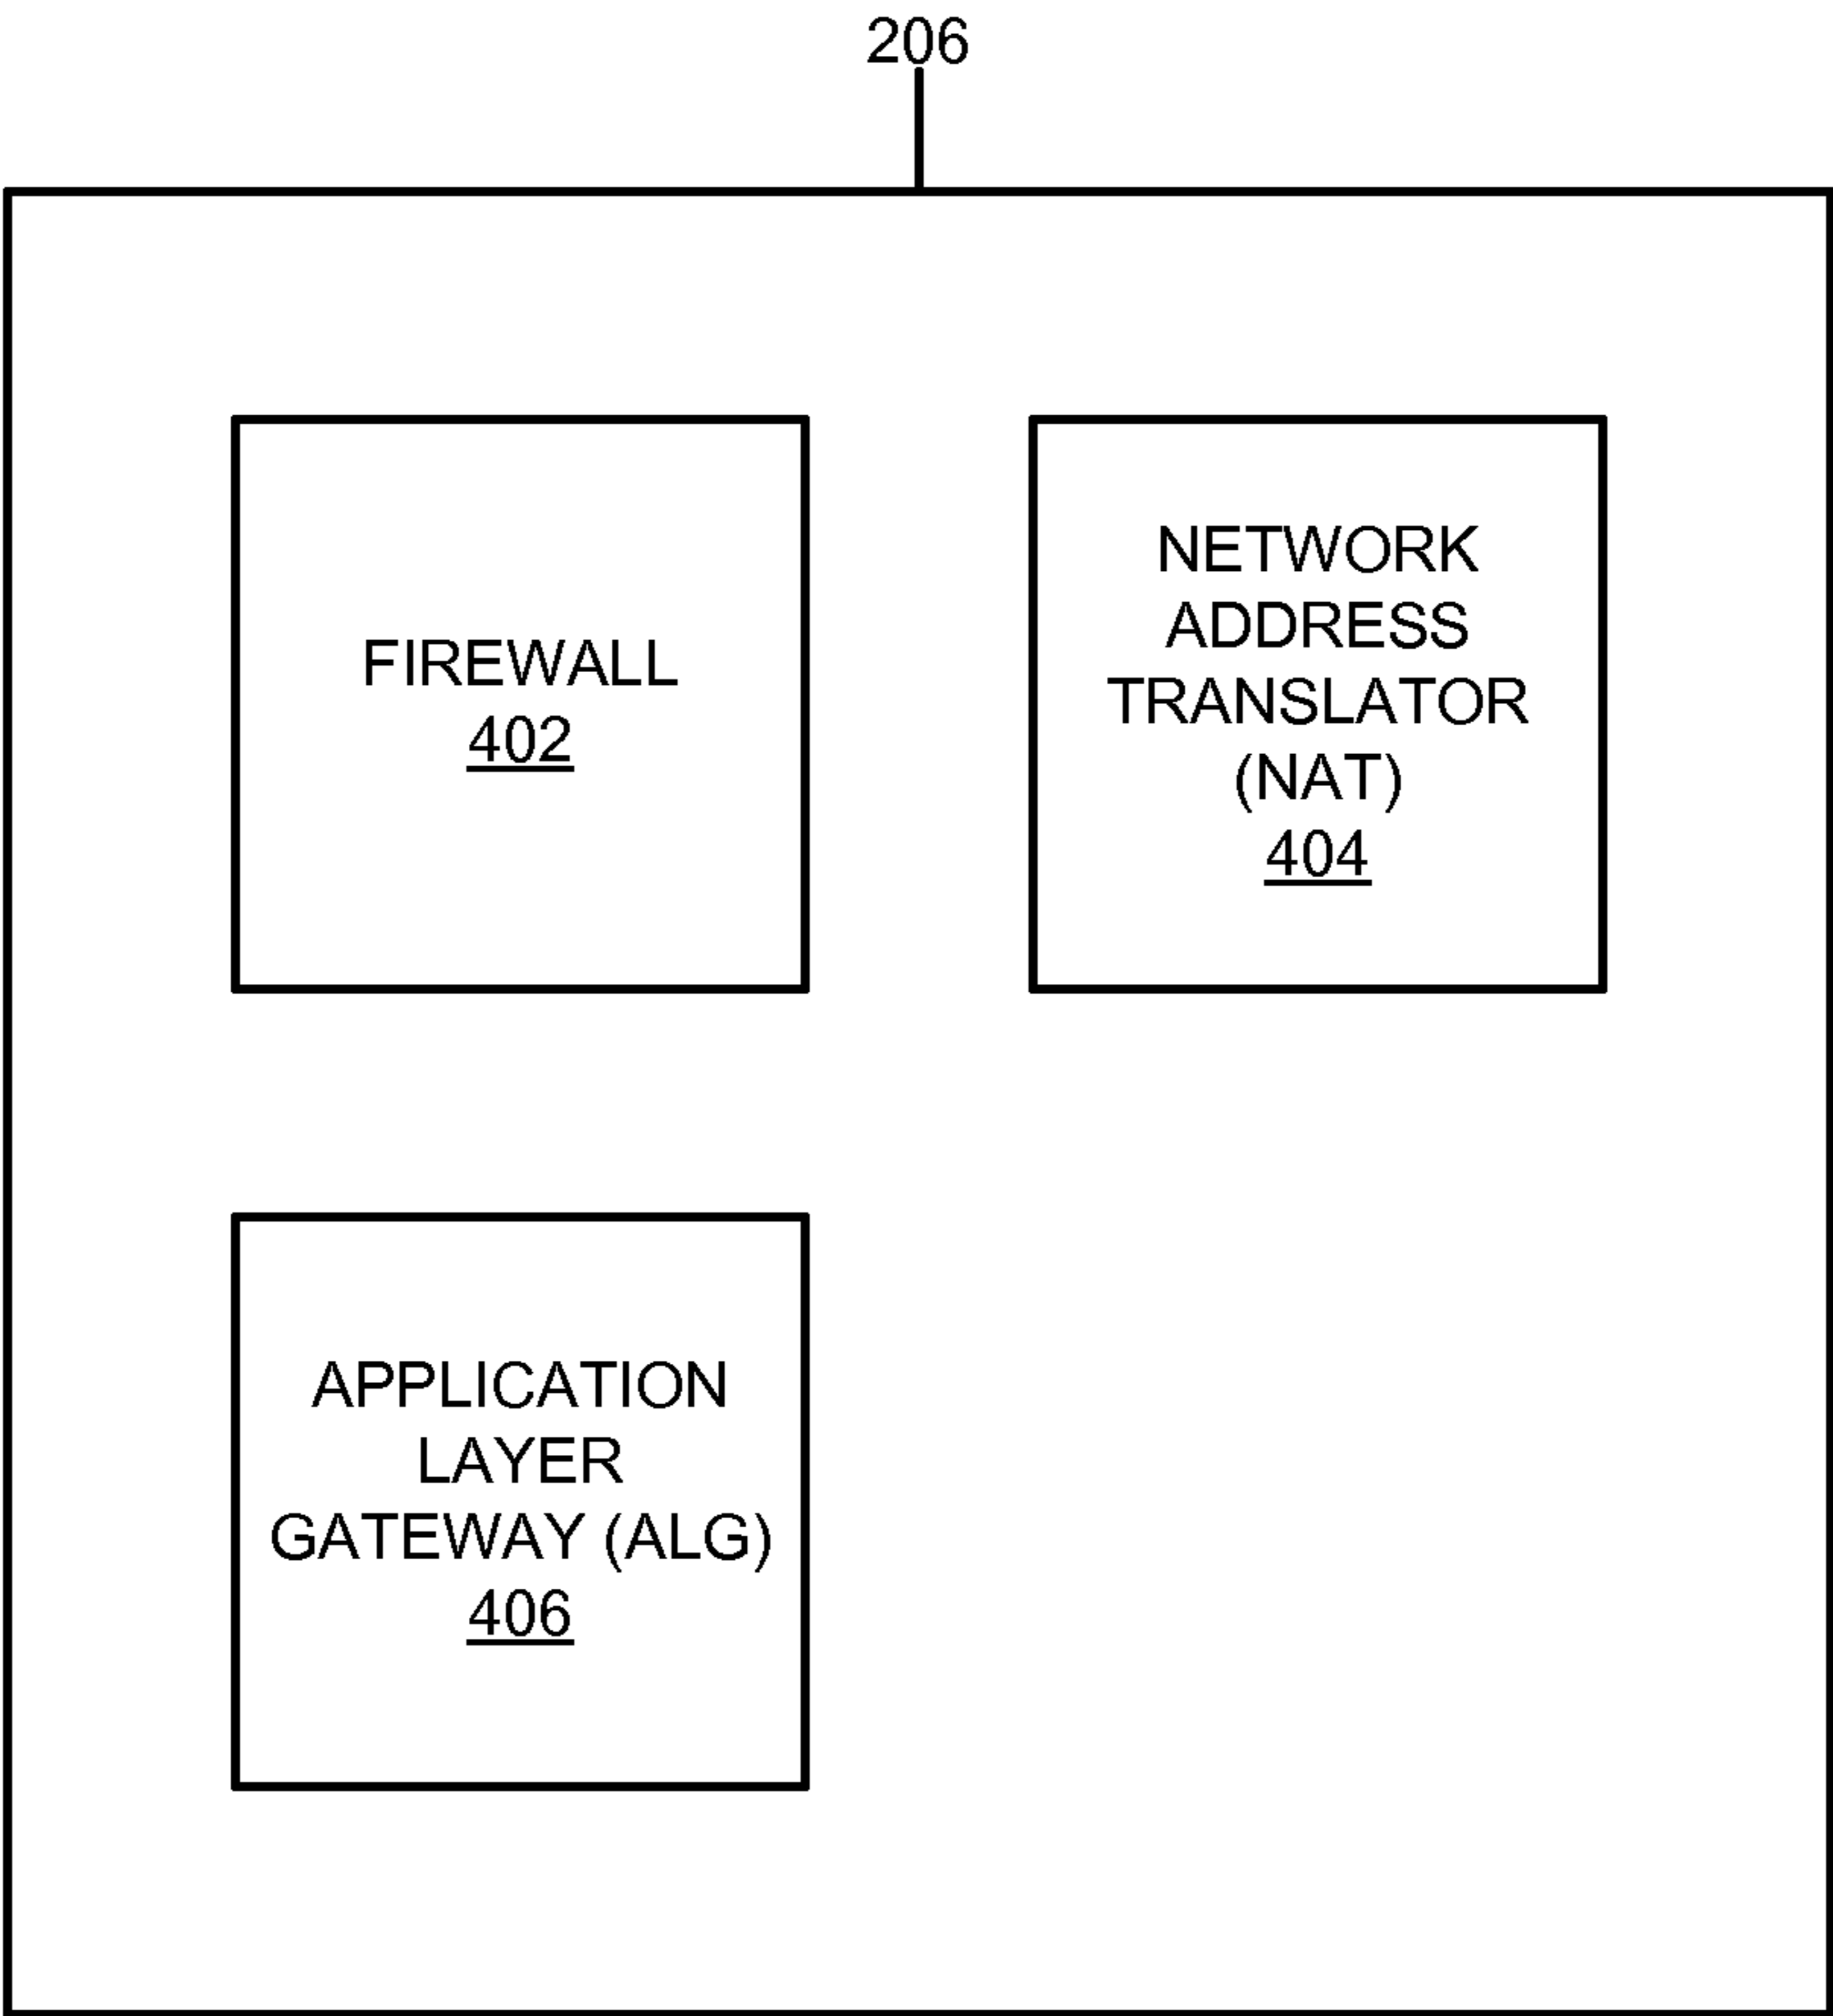 206
FIREWALL
402
NETWORK
ADDRESS
TRANSLATOR
(NAT)
404
APPLICATION
LAYER
GATEWAY (ALG)
406